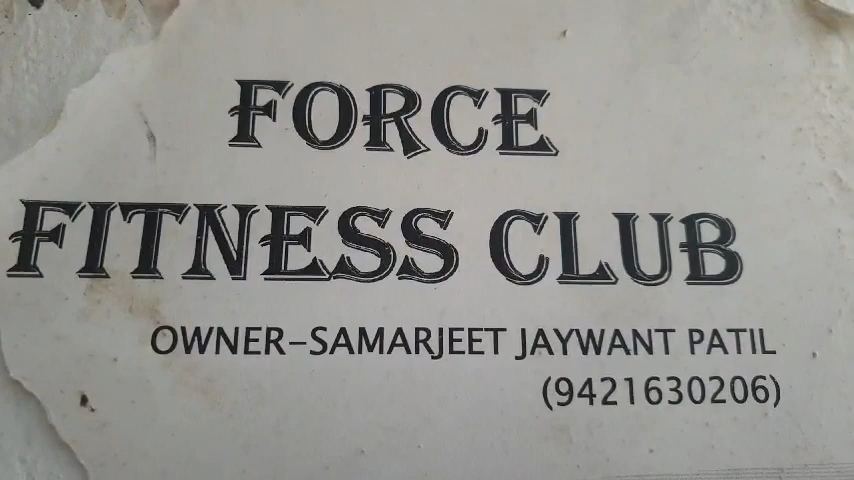 FORCE
FITNESS CLUB
OWNER-SAMARJEET JAYWANT PATIL
(9421630206)